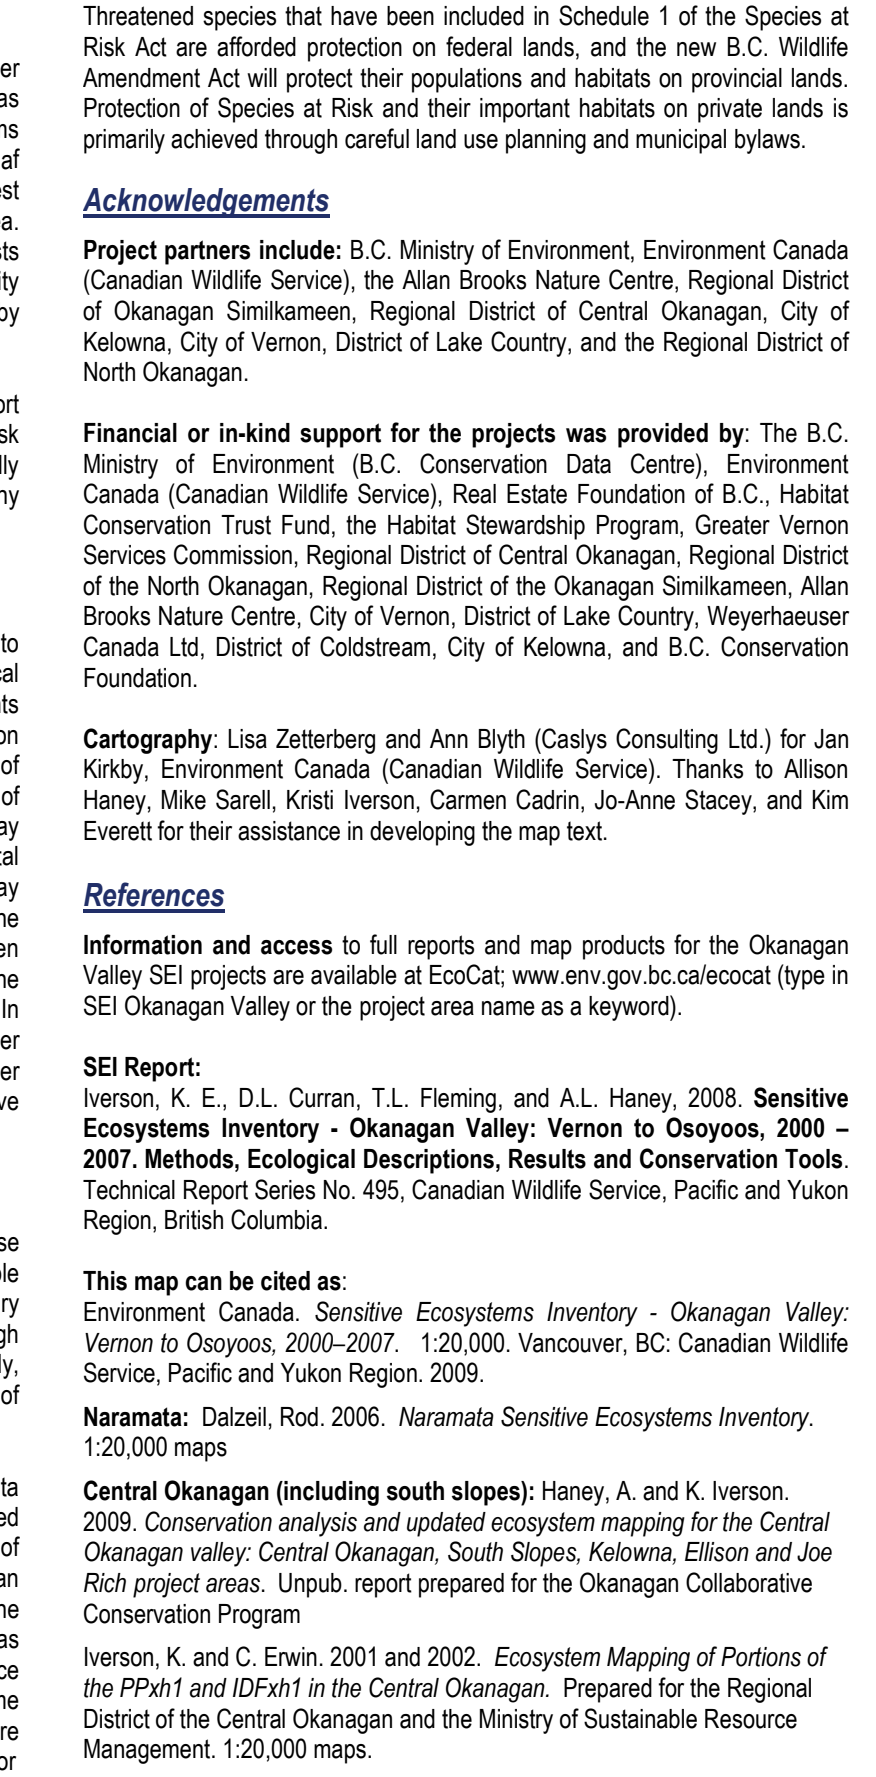 Threatened species that have been included in Schedule 1 of the Species at
Risk Act are afforded protection on federal lands, and the new B.C. Wildlife
Amendment Act will protect their populations and habitats on provincial lands.
Protection of Species at Risk and their important habitats on private lands is
primarily achieved through careful land use planning and municipal bylaws.
Acknowledgements
Project partners include: B.C. Ministry of Environment, Environment Canada
(Canadian Wildlife Service), the Allan Brooks Nature Centre, Regional District
of Okanagan Similkameen, Regional District of Central Okanagan, City of
Kelowna, City of Vernon, District of Lake Country, and the Regional District of
North Okanagan.
Financial or in-kind support for the projects was provided by: The B.C.
Ministry of Environment (B.C. Conservation Data Centre), Environment
Canada (Canadian Wildlife Service), Real Estate Foundation of B.C., Habitat
Conservation Trust Fund, the Habitat Stewardship Program, Greater Vernon
Services Commission, Regional District of Central Okanagan, Regional District
of the North Okanagan, Regional District of the Okanagan Similkameen, Allan
Brooks Nature Centre, City of Vernon, District of Lake Country, Weyerhaeuser
Canada Ltd, District of Coldstream, City of Kelowna, and B.C. Conservation
Foundation.
Cartography: Lisa Zetterberg and Ann Blyth (Caslys Consulting Ltd.) for Jan
Kirkby, Environment Canada (Canadian Wildlife Service). Thanks to Allison
Haney, Mike Sarell, Kristi Iverson, Carmen Cadrin, Jo-Anne Stacey, and Kim
Everett for their assistance in developing the map text.
References
Information and access to full reports and map products for the Okanagan
Valley SEI projects are available at EcoCat; www.env.gov.bc.ca/ecocat (type in
SEI Okanagan Valley or the project area name as a keyword).
SEI Report:
Iverson, K. E., D.L. Curran, T.L. Fleming, and A.L. Haney, 2008. Sensitive
Ecosystems Inventory - Okanagan Valley: Vernon to Osoyoos, 2000 –
2007. Methods, Ecological Descriptions, Results and Conservation Tools.
Technical Report Series No. 495, Canadian Wildlife Service, Pacific and Yukon
Region, British Columbia.
This map can be cited as:
Environment Canada. Sensitive Ecosystems Inventory - Okanagan Valley:
Vernon to Osoyoos, 2000–2007. 1:20,000. Vancouver, BC: Canadian Wildlife
Service, Pacific and Yukon Region. 2009.
Naramata: Dalzeil, Rod. 2006. Naramata Sensitive Ecosystems Inventory.
1:20,000 maps
Central Okanagan (including south slopes): Haney, A. and K. Iverson.
2009. Conservation analysis and updated ecosystem mapping for the Central
Okanagan valley: Central Okanagan, South Slopes, Kelowna, Ellison and Joe
Rich project areas. Unpub. report prepared for the Okanagan Collaborative
Conservation Program
Iverson, K. and C. Erwin. 2001 and 2002. Ecosystem Mapping of Portions of
the PPxh1 and IDFxh1 in the Central Okanagan. Prepared for the Regional
District of the Central Okanagan and the Ministry of Sustainable Resource
Management. 1:20,000 maps.